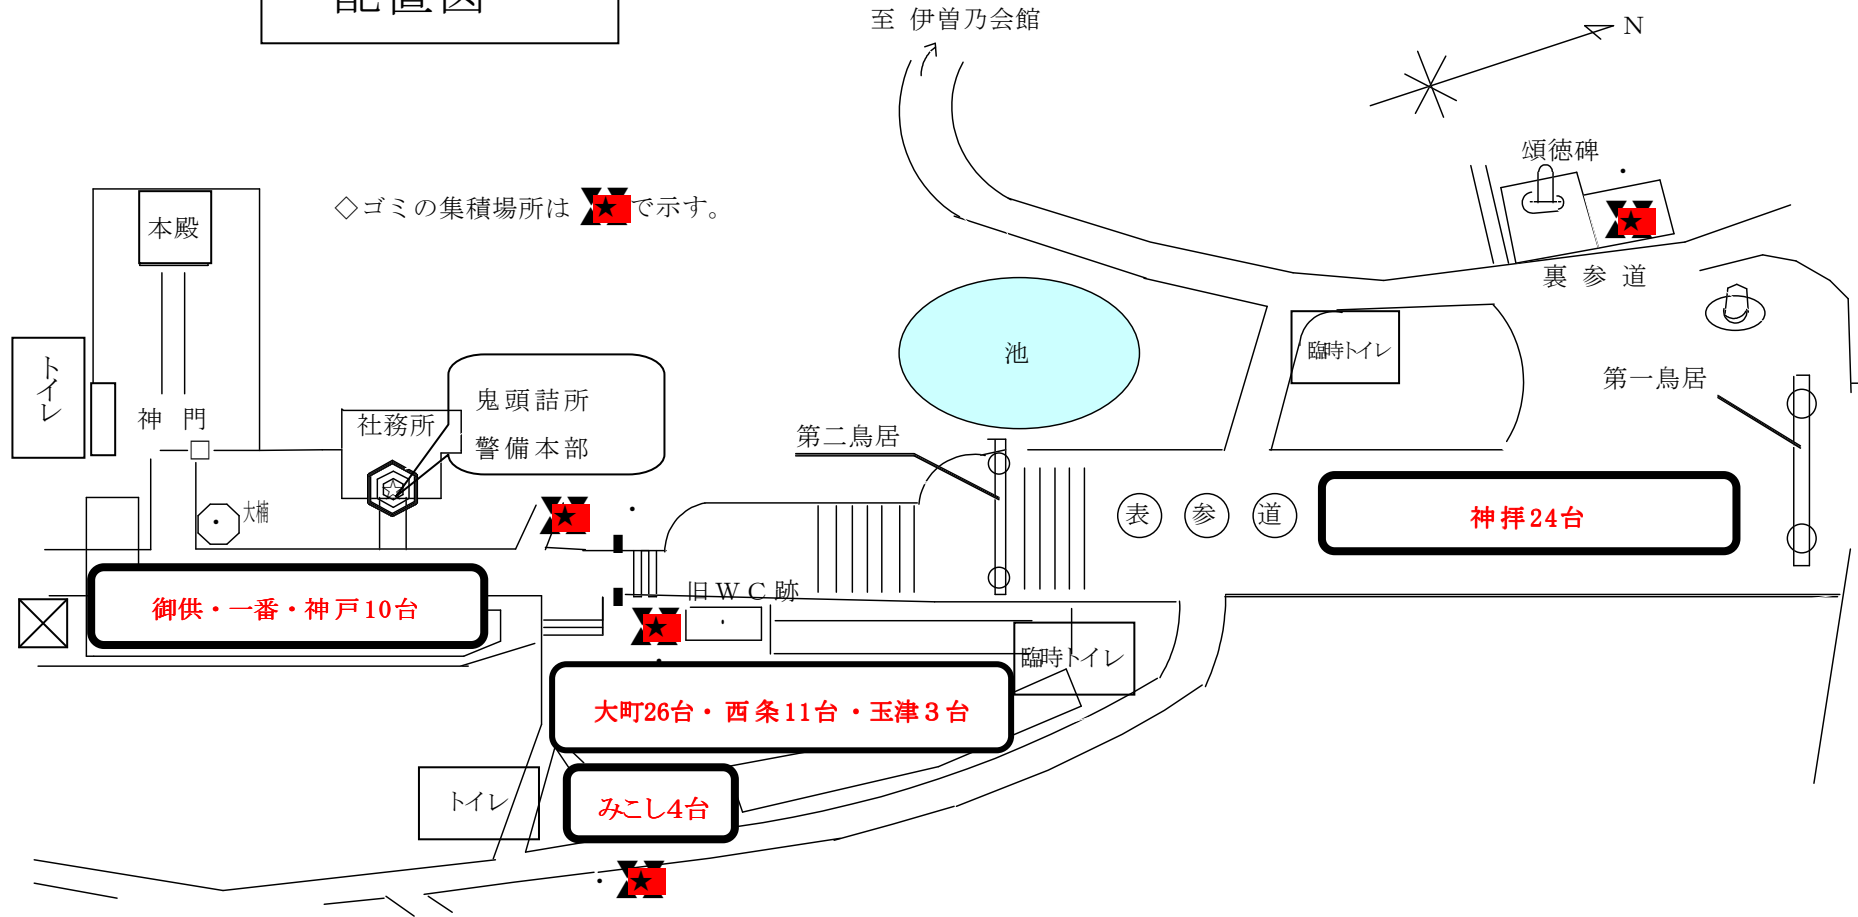 配置図
至 伊曽乃会館
N
頌徳碑
◇ゴミの集積場所は★で示す。
本殿
裏参道
池
臨時トイレ
トイレ
第一鳥居
鬼頭詰所
警備本部
神門
社務所
第二鳥居
大楠
表参道
神拝24台
旧WC跡
御供・一番・神戸10台
臨時トイレ
大町26台・西条11台・玉津3台
トイレ
みこし4台